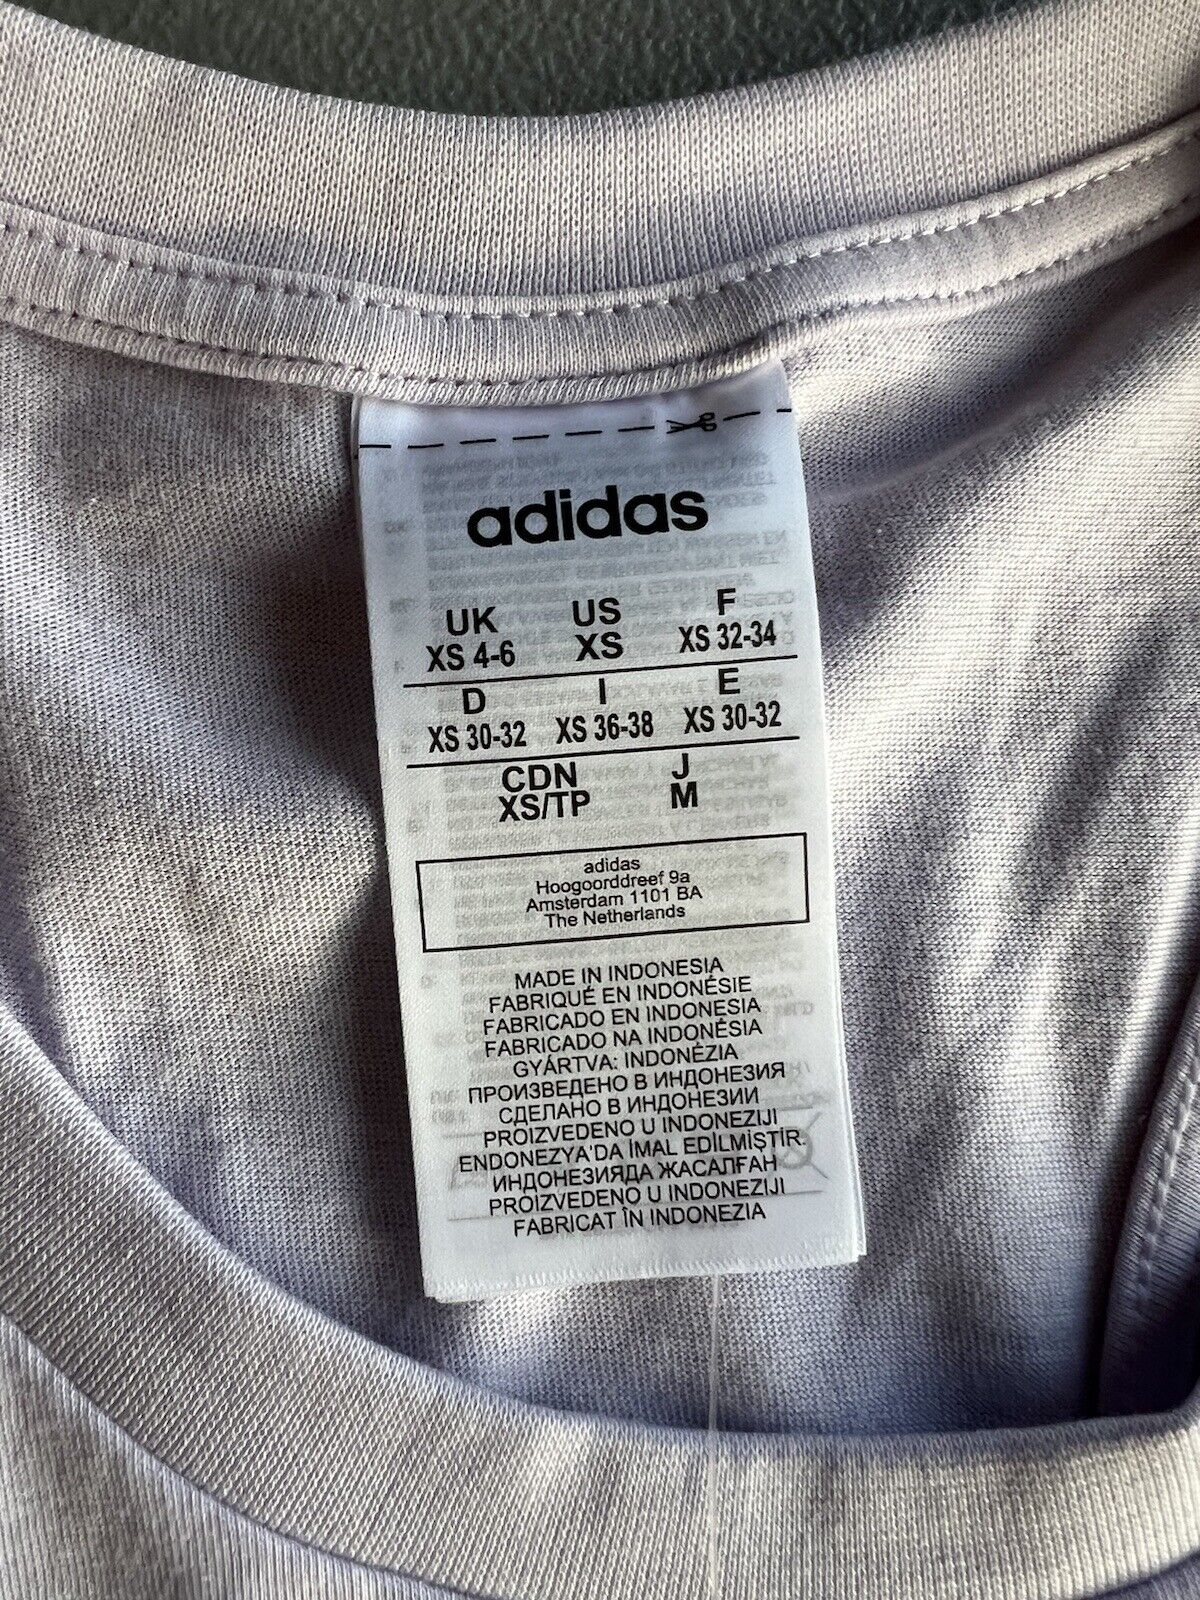 adidas
UK US F
XS 4-6 XS XS 32-34
D I E
XS 30-32 XS 36-38 XS 30-32
CDN J
XS/TP M
adidas
Hoogoorddreef 9a
Amsterdam 1101 BA
The Netherlands
MADE IN INDONESIA
FABRIQUÉ EN INDONÉSIE
FABRICADO EN INDONESIA
FABRICADO NA INDONÉSIA
GYÁRTVA: INDONÉZIA
ПРОИЗВЕДЕНО В ИНДОНЕЗИЯ
СДЕЛАНО В ИНДОНЕЗИИ
PROIZVEDENO U INDONEZIJI
ENDONEZYA'DA İMAL EDİLMİŞTİR.
ИНДОНЕЗИЯДА ЖАСАЛҒАН
PROIZVEDENO U INDONEZIJI
FABRICAT ÎN INDONEZIA